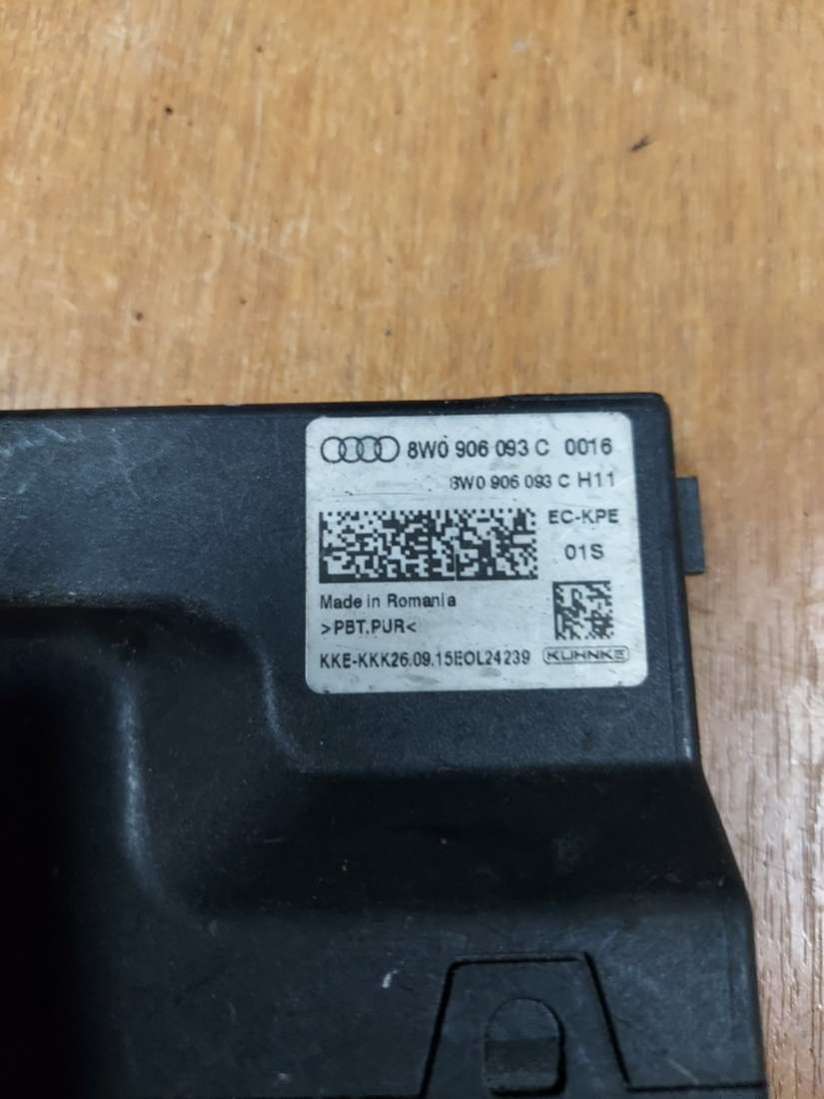 8W0 906 093 C 0016
8W0 906 093 C H11
EC-KPE
01S
Made in Romania
>PBT,PUR<
KKE-KKK26.09.15EOL24239 KUHNKE